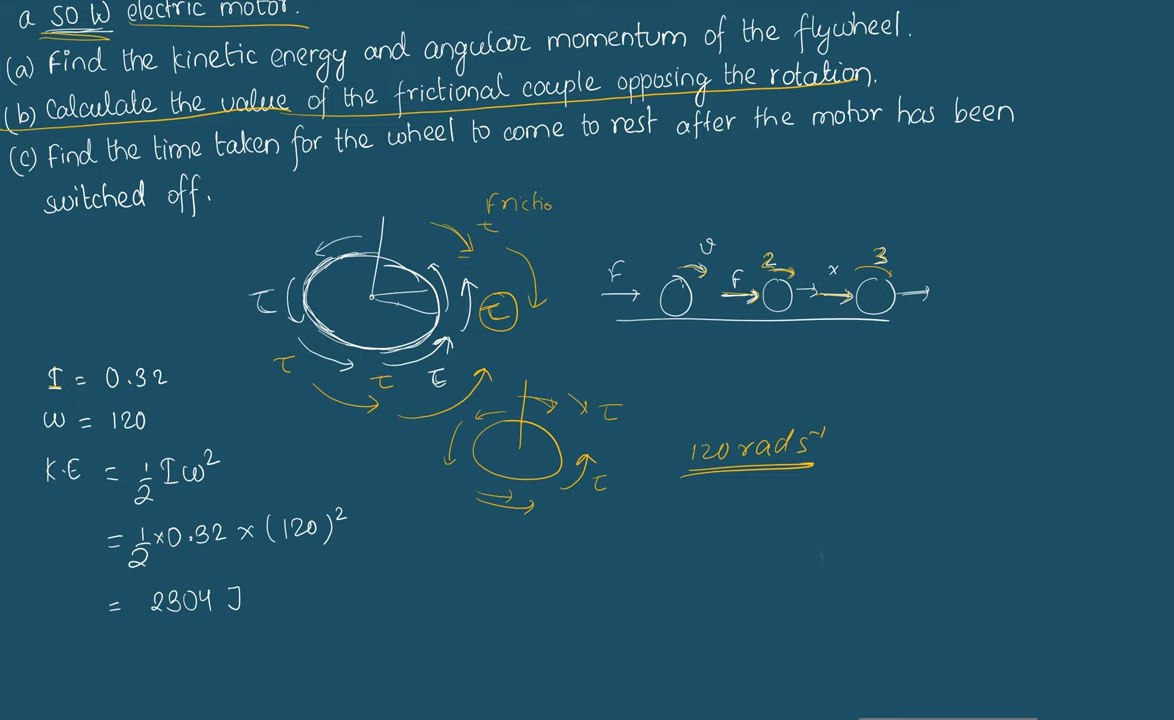 a 50 W electric motor.
(a) Find the kinetic energy and angular momentum of the flywheel.
(b) Calculate the value of the frictional couple opposing the rotation.
(c) Find the time taken for the wheel to come to rest after the motor has been
switched off.
Frictio
τ
τ
τ
τ
τ
τ
F
v
F
2
x
3
I = 0.32
ω = 120
K.E = 1/2 Iω²
= 1/2 × 0.32 × (120)²
= 2304 J
τ
τ
120 rad s⁻¹